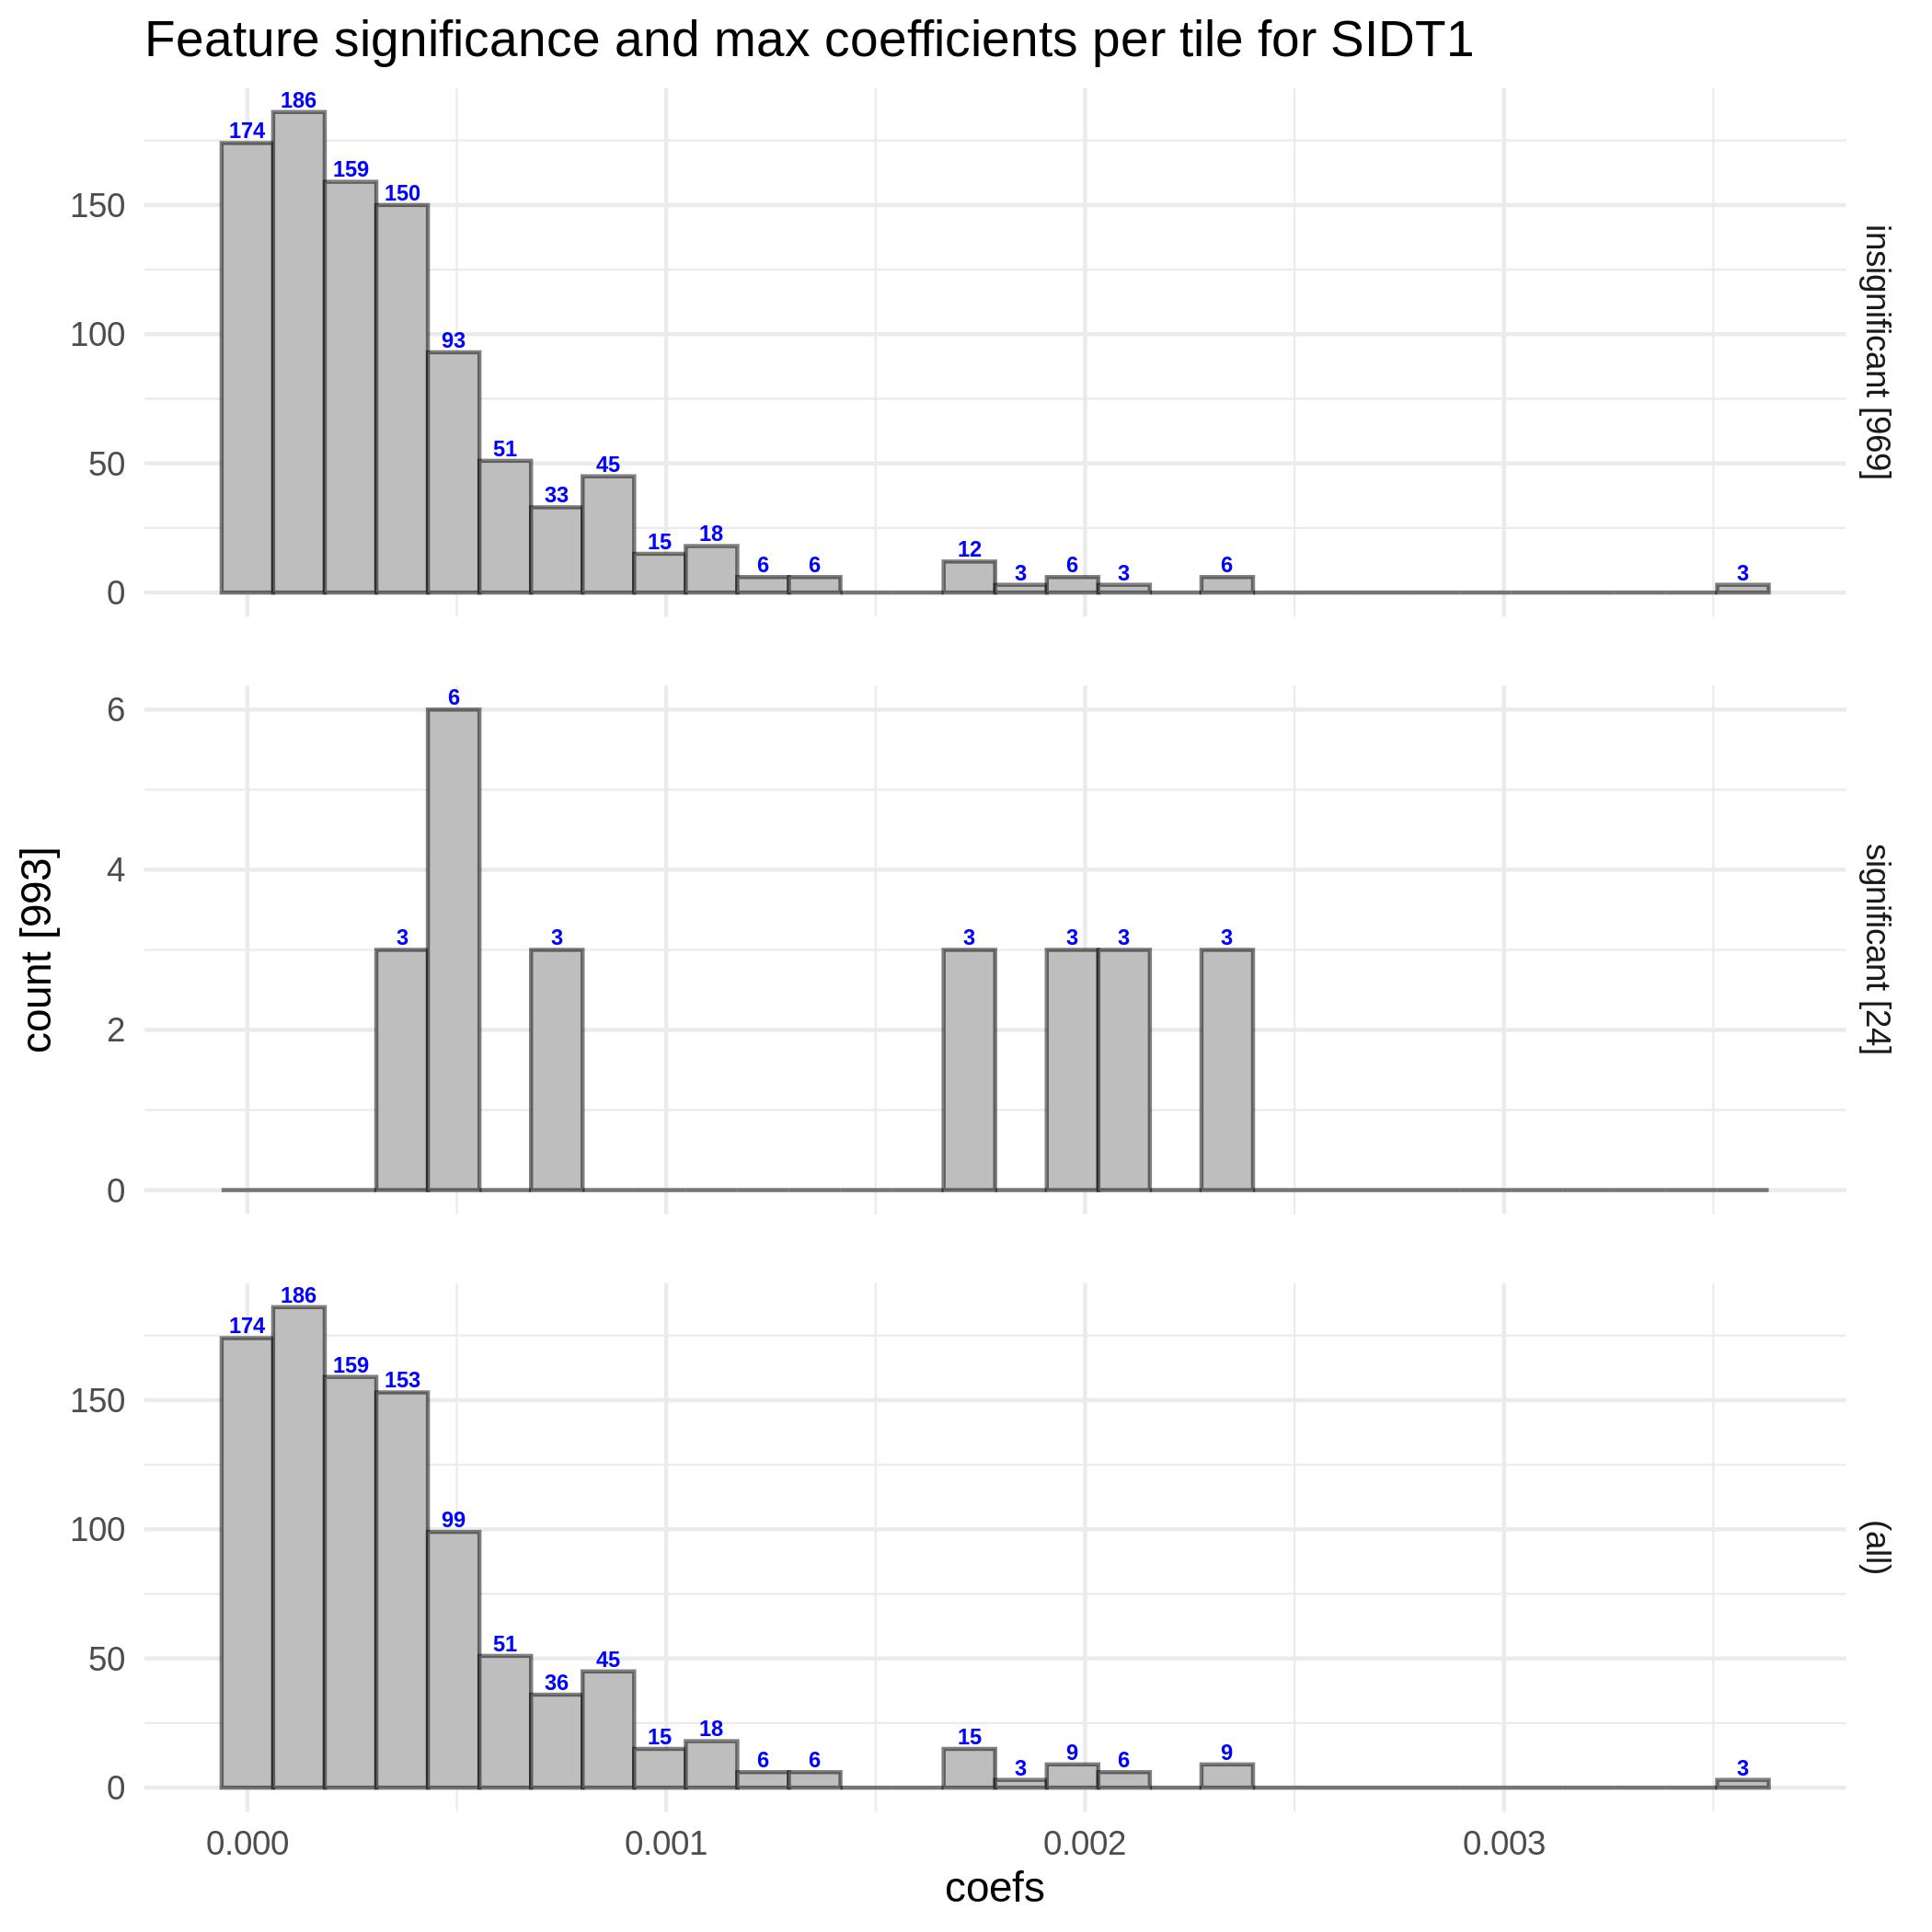 Feature significance and max coefficients per tile for SIDT1
174 186 159 150 93 51 33 45 15 18 6 6 12 3 6 3 6 3
150
100
50
0
insignificant [969]
3 6 3 3 3 3 3
6
4
2
0
significant [24]
count [993]
174 186 159 153 99 51 36 45 15 18 6 6 15 3 9 6 9 3
150
100
50
0
(all)
0.000 0.001 0.002 0.003
coefs